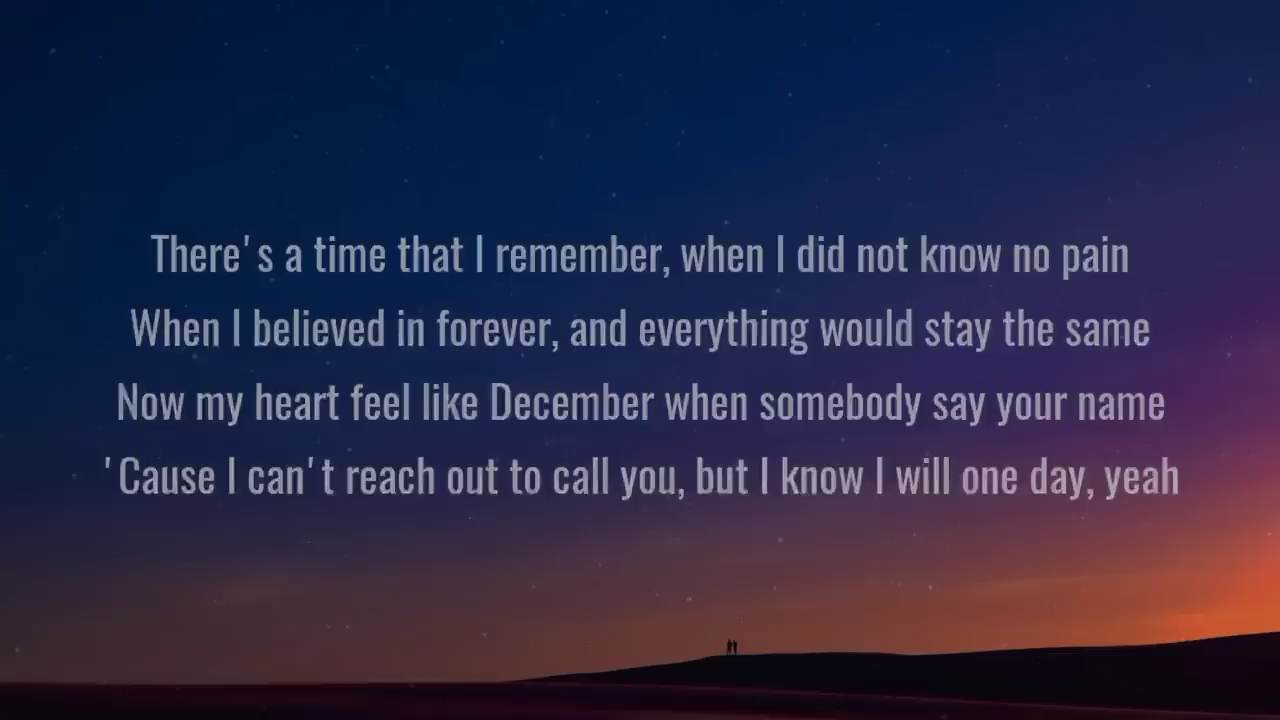 There's a time that I remember, when I did not know no pain
When I believed in forever, and everything would stay the same
Now my heart feel like December when somebody say your name
'Cause I can't reach out to call you, but I know I will one day, yeah